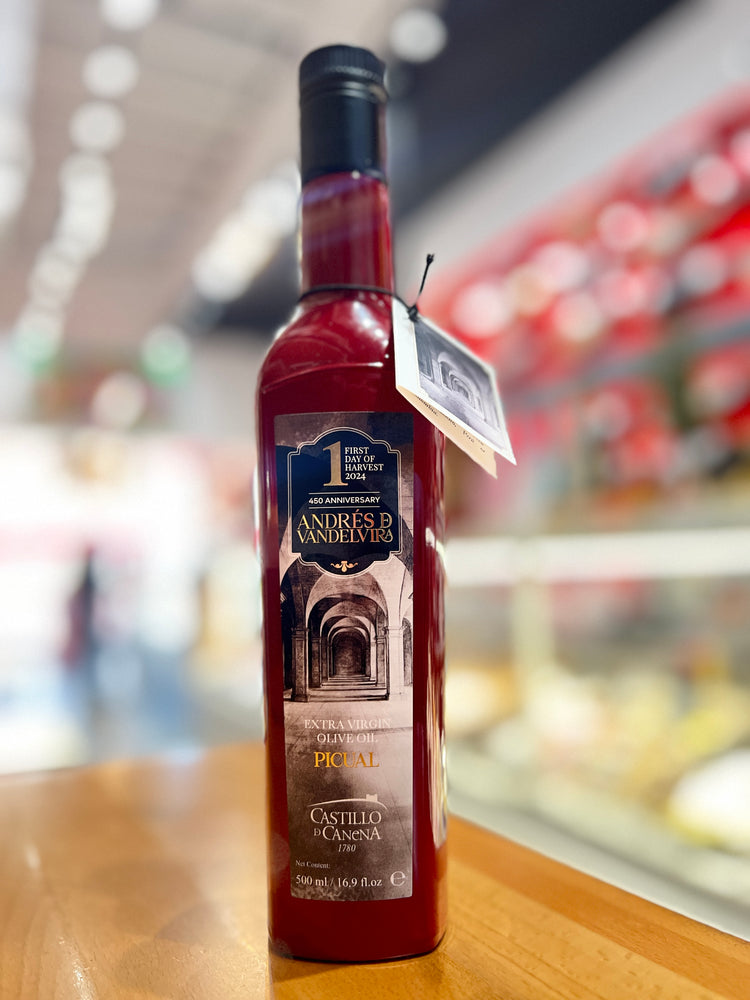 1 FIRST
DAY OF
HARVEST
2024
450 ANNIVERSARY
ANDRÉS D
VANDELVIRA
EXTRA VIRGIN
OLIVE OIL
PICUAL
CASTILLO
D CANENA
1780
Net Content:
500 ml / 16,9 fl.oz e